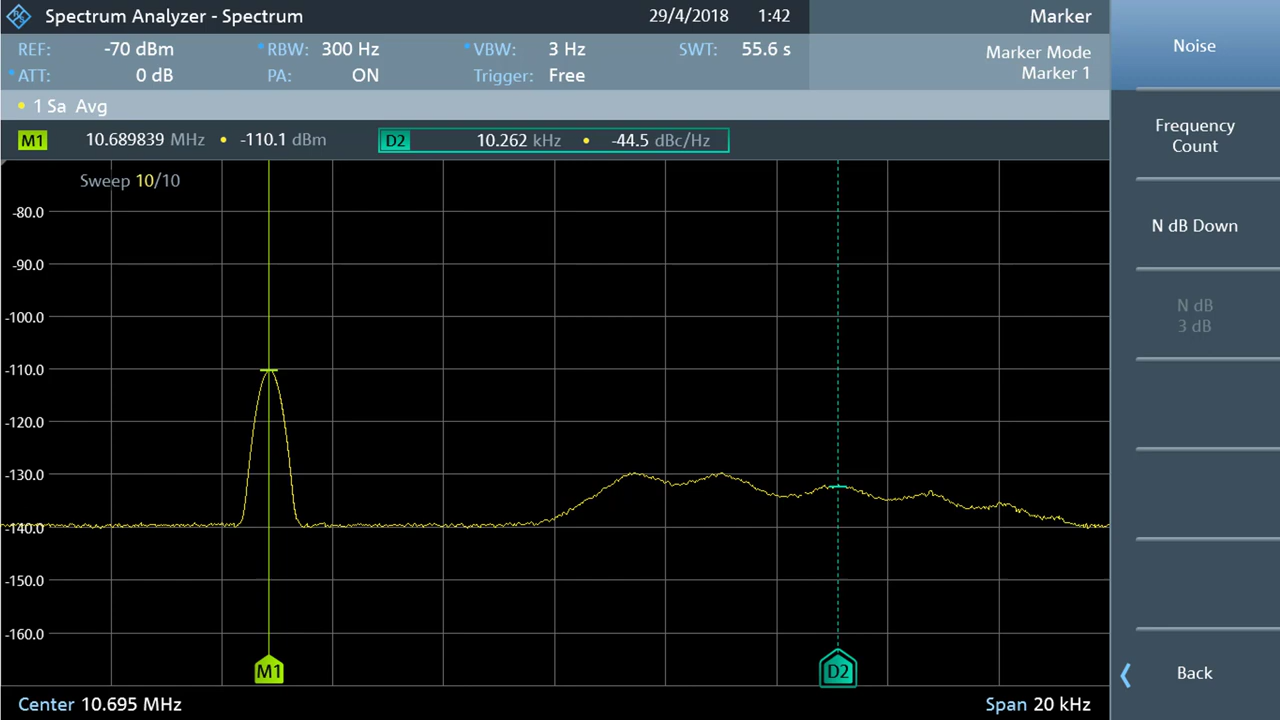 Spectrum Analyzer - Spectrum 29/4/2018 1:42 Marker
REF: -70 dBm RBW: 300 Hz VBW: 3 Hz SWT: 55.6 s
ATT: 0 dB PA: ON Trigger: Free
Marker Mode
Marker 1
1 Sa Avg
M1 10.689839 MHz -110.1 dBm D2 10.262 kHz -44.5 dBc/Hz
Sweep 10/10
-80.0
-90.0
-100.0
-110.0
-120.0
-130.0
-140.0
-150.0
-160.0
M1 D2
Center 10.695 MHz Span 20 kHz
Noise
Frequency
Count
N dB Down
N dB
3 dB
Back